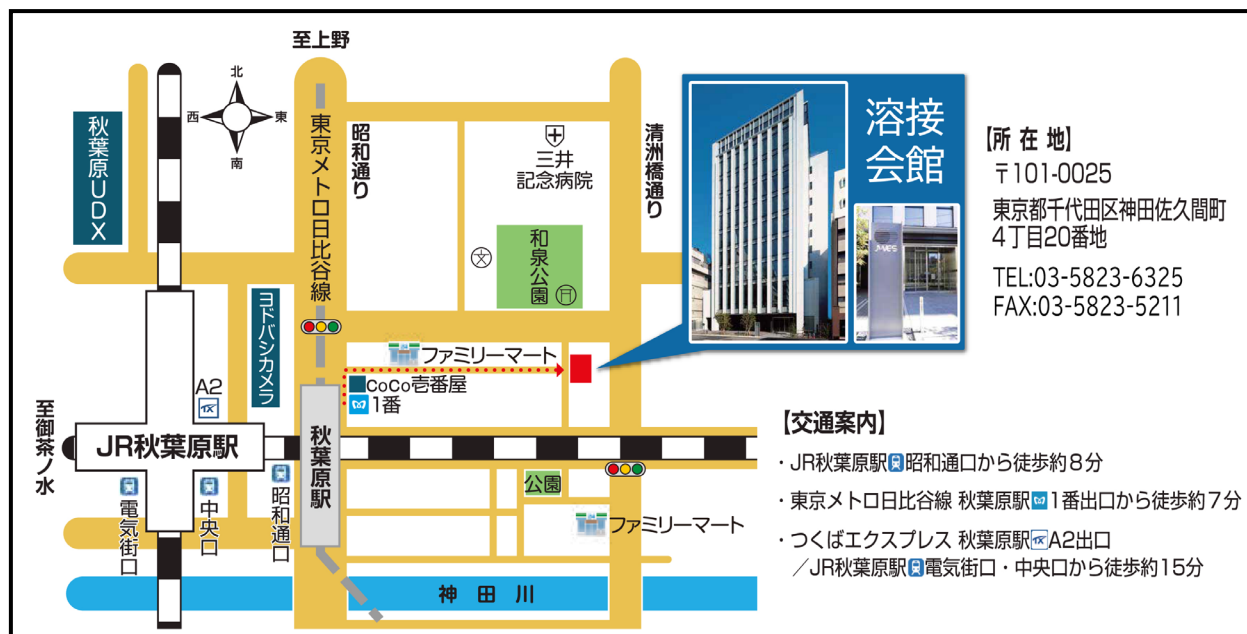 至上野
北
西
東
南
秋葉原UDX
東京メトロ日比谷線
昭和通り
三井
記念病院
清洲橋通り
文
和泉公園
溶接
会館
【所 在 地】
〒101-0025
東京都千代田区神田佐久間町
4丁目20番地
TEL:03-5823-6325
FAX:03-5823-5211
ヨドバシカメラ
ファミリーマート
CoCo壱番屋
1番
A2
TX
至御茶ノ水
JR秋葉原駅
秋葉原駅
電気街口
中央口
昭和通口
公園
ファミリーマート
神田川
【交通案内】
・JR秋葉原駅昭和通口から徒歩約8分
・東京メトロ日比谷線 秋葉原駅1番出口から徒歩約7分
・つくばエクスプレス 秋葉原駅TXA2出口
／JR秋葉原駅電気街口・中央口から徒歩約15分